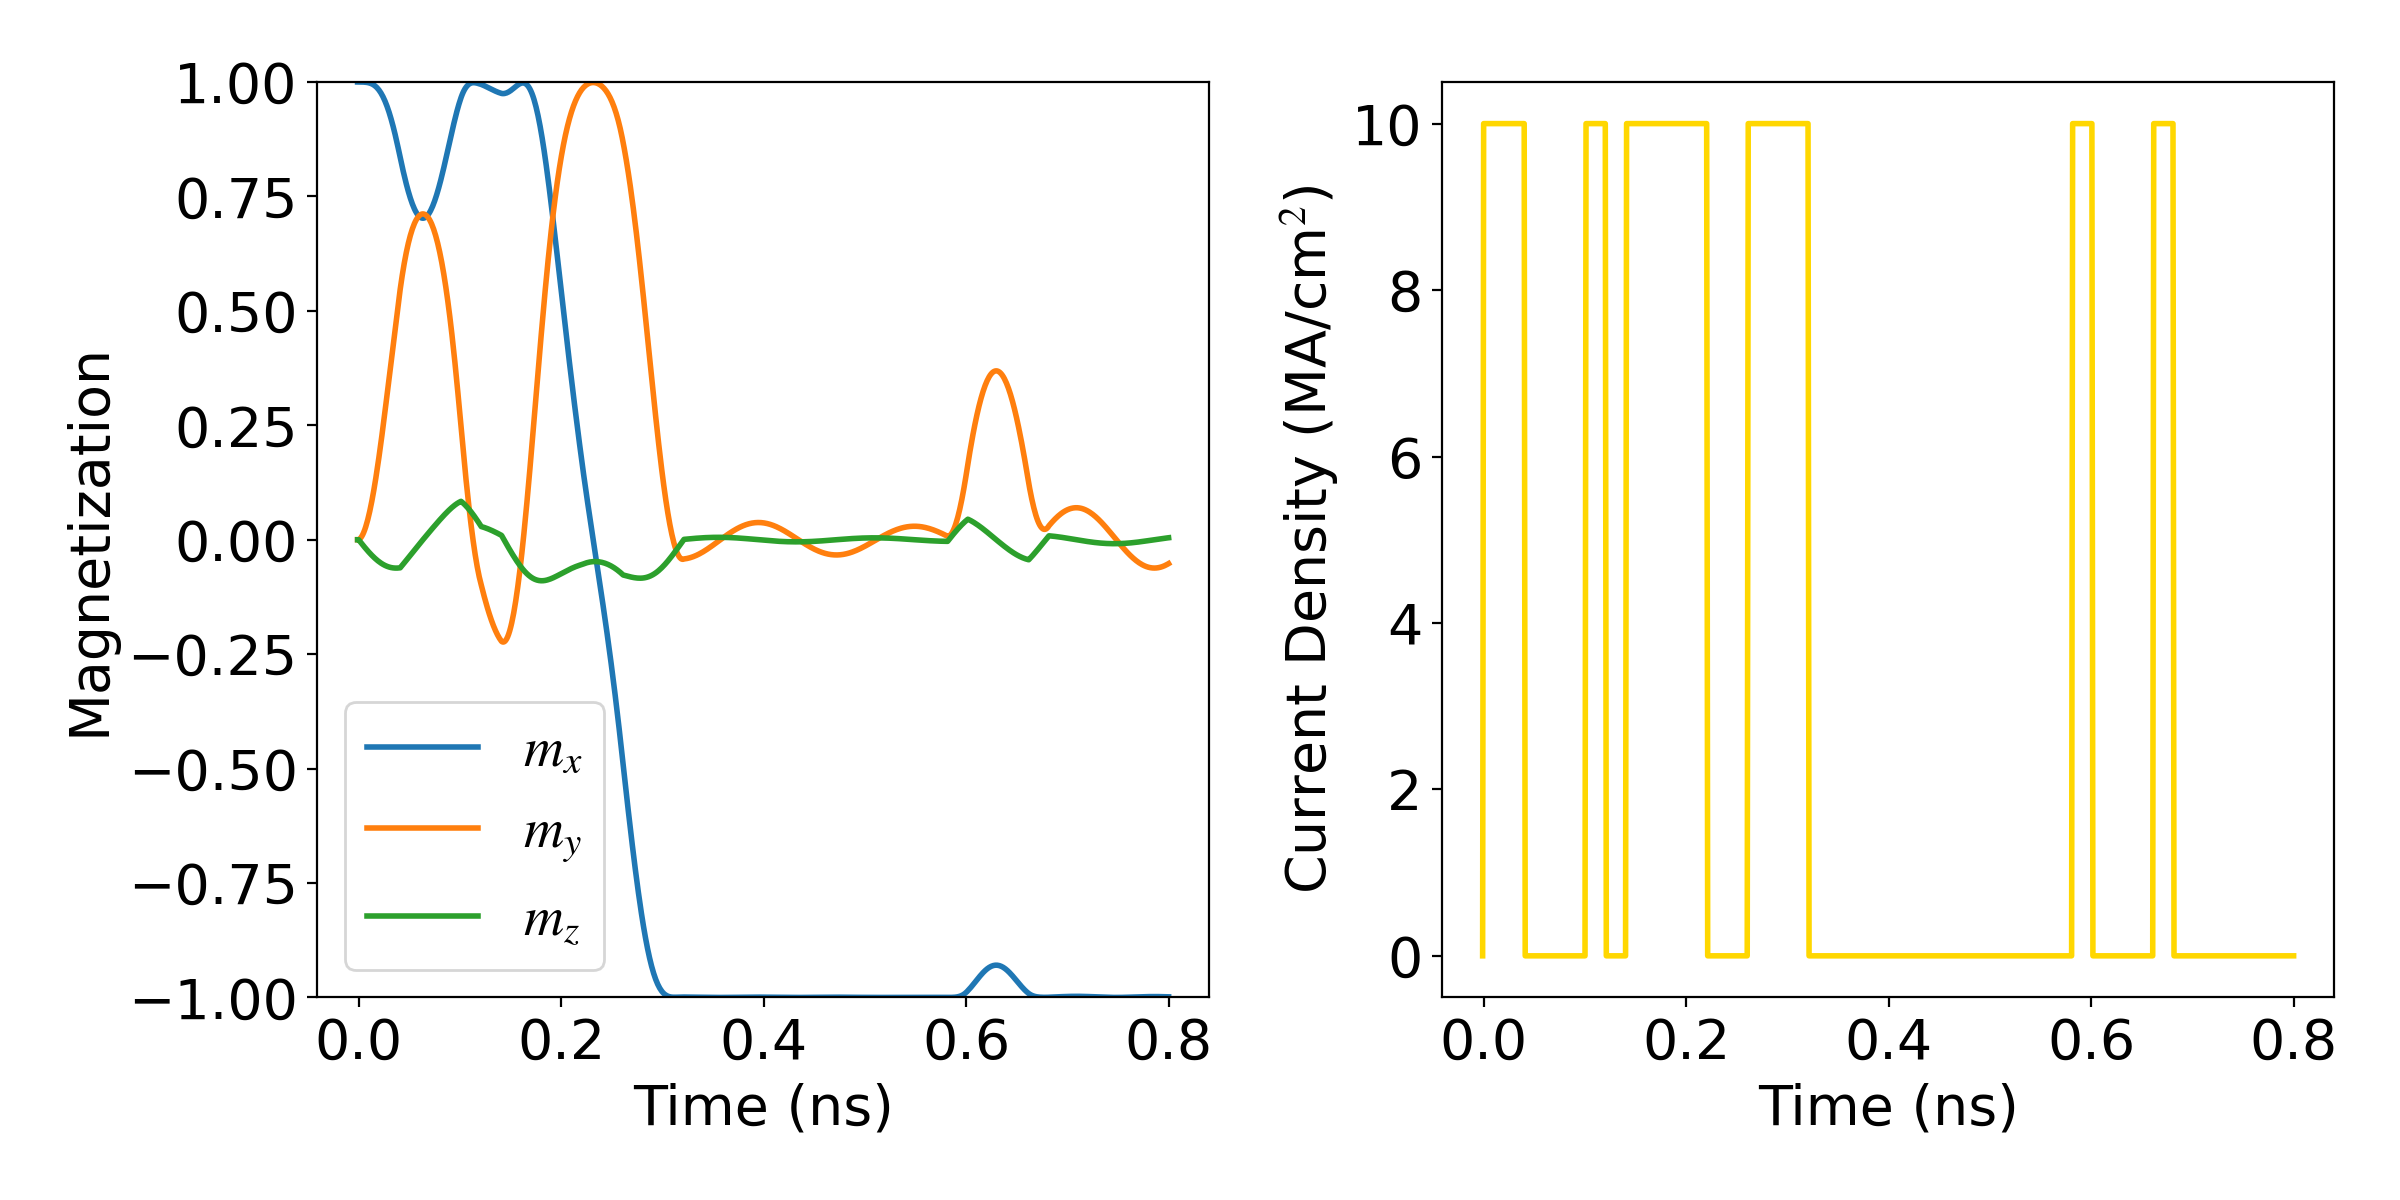 1.00
0.75
0.50
0.25
0.00
−0.25
−0.50
−0.75
−1.00
Magnetization
m_x
m_y
m_z
0.0 0.2 0.4 0.6 0.8
Time (ns)
10
8
6
4
2
0
Current Density (MA/cm²)
0.0 0.2 0.4 0.6 0.8
Time (ns)